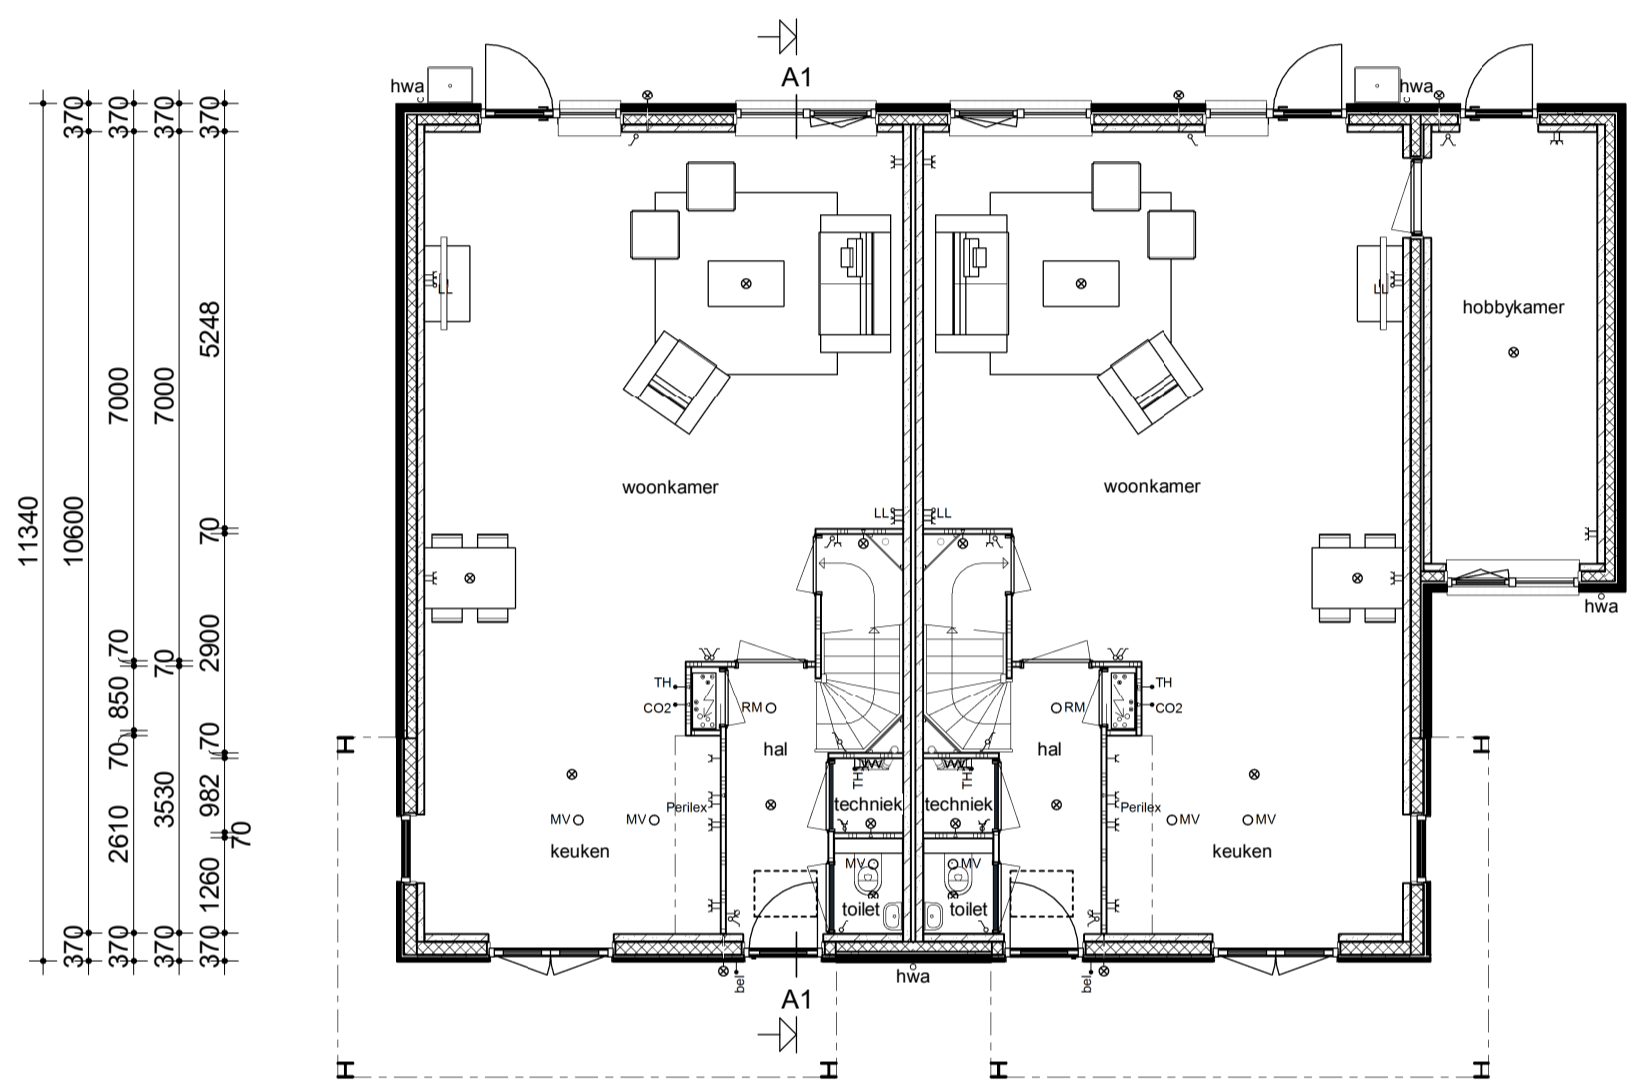 A1
hwa
hwa
370
370
370
370
LL
LL
hobbykamer
5248
7000
7000
woonkamer
woonkamer
11340
10600
LL
LL
70
hwa
70
70
2900
850
TH
CO2
RM
RM
TH
CO2
hal
hal
70
70
3530
982
2610
70
1260
TH
TH
techniek
techniek
Perilex
Perilex
MV
MV
MV
MV
keuken
keuken
MV
MV
toilet
toilet
370
370
370
370
bel
bel
hwa
A1